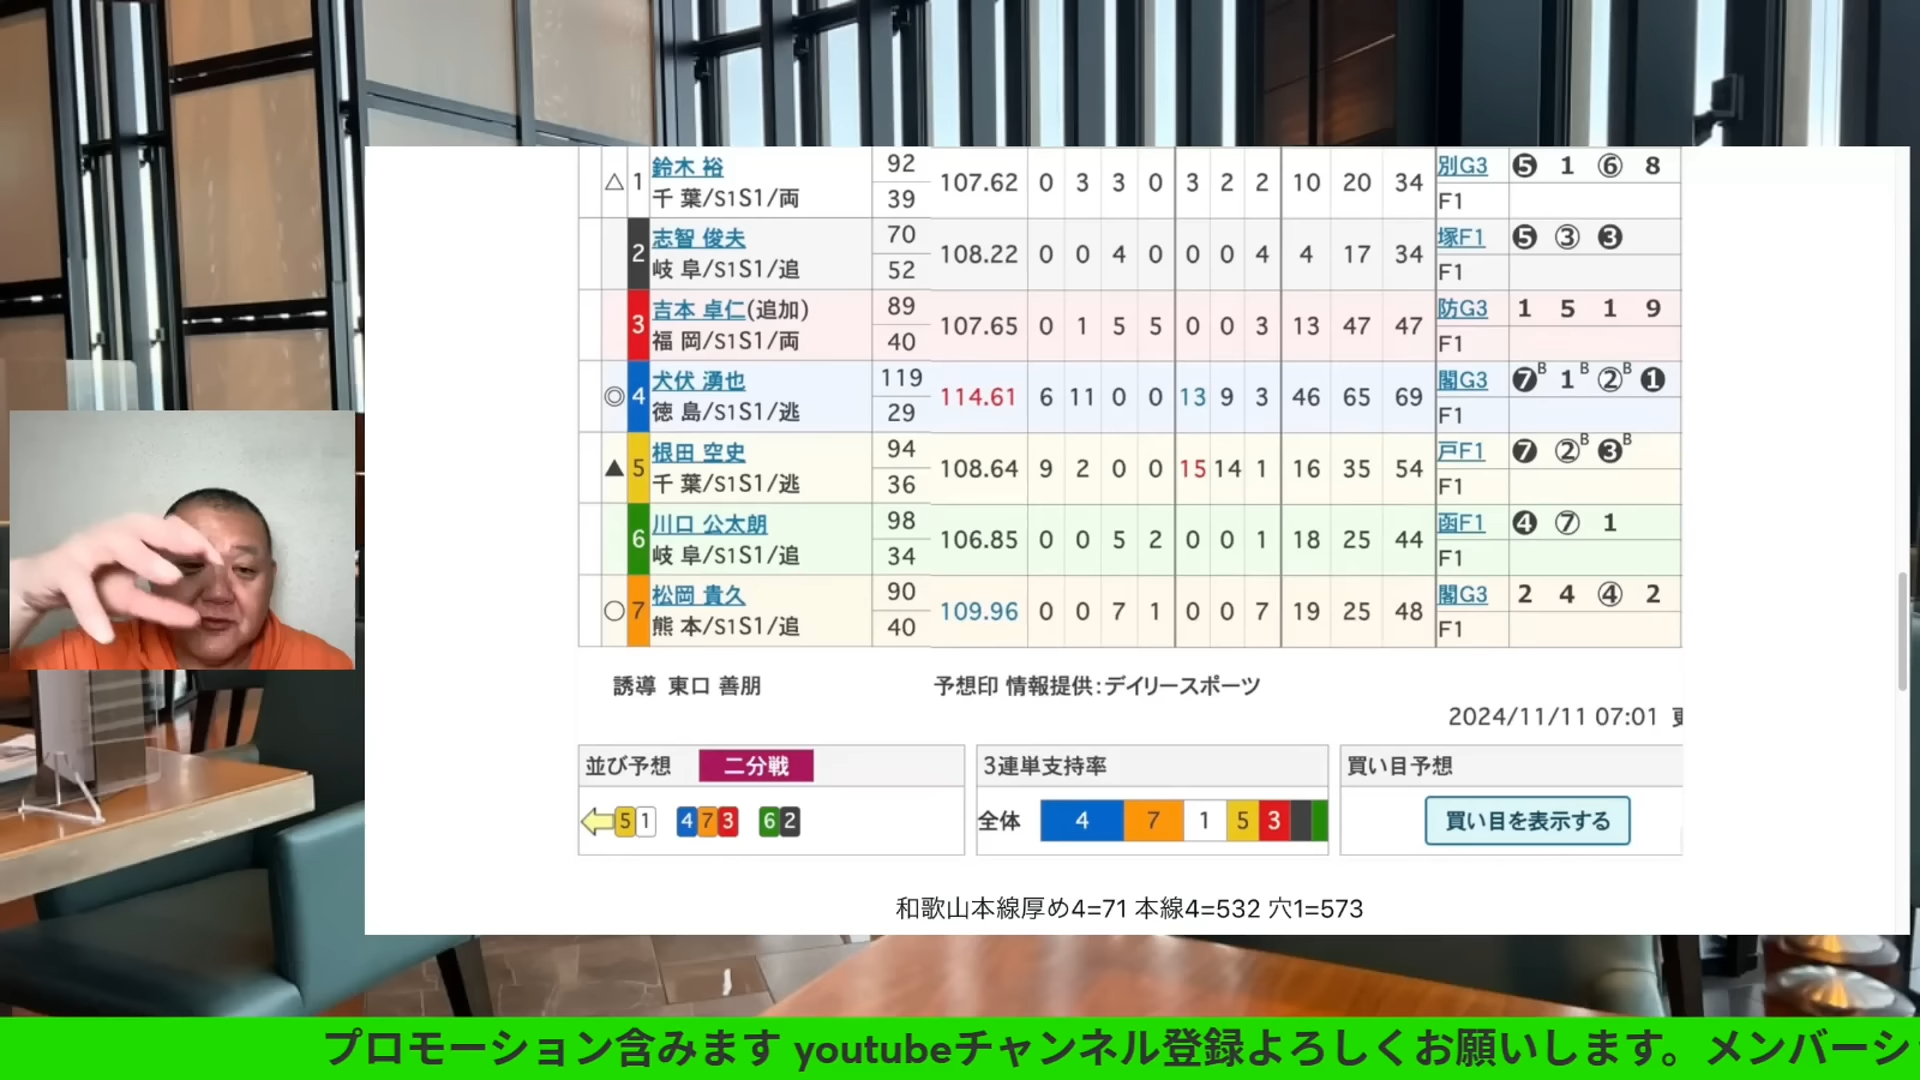 △ 1 鈴木 裕 92 107.62 0 3 3 0 3 2 2 10 20 34 別G3 ❺ 1 ⑥ 8
千 葉/S1S1/両 39 F1
2 志智 俊夫 70 108.22 0 0 4 0 0 0 4 4 17 34 塚F1 ❺ ③ ❸
岐 阜/S1S1/追 52 F1
3 吉本 卓仁(追加) 89 107.65 0 1 5 5 0 0 3 13 47 47 防G3 1 5 1 9
福 岡/S1S1/両 40 F1
◎ 4 犬伏 湧也 119 114.61 6 11 0 0 13 9 3 46 65 69 閣G3 ❼B 1B ②B ❶
徳 島/S1S1/逃 29 F1
▲ 5 根田 空史 94 108.64 9 2 0 0 15 14 1 16 35 54 戸F1 ❼ ②B ❸B
千 葉/S1S1/逃 36 F1
6 川口 公太朗 98 106.85 0 0 5 2 0 0 1 18 25 44 函F1 ❹ ⑦ 1
岐 阜/S1S1/追 34 F1
○ 7 松岡 貴久 90 109.96 0 0 7 1 0 0 7 19 25 48 閣G3 2 4 ④ 2
熊 本/S1S1/追 40 F1
誘導 東口 善朋 予想印 情報提供:デイリースポーツ
2024/11/11 07:01
並び予想 二分戦 3連単支持率 買い目予想
5 1 4 7 3 6 2 全体 4 7 1 5 3 買い目を表示する
和歌山本線厚め4=71 本線4=532 穴1=573
プロモーション含みます youtubeチャンネル登録よろしくお願いします。メンバーシ